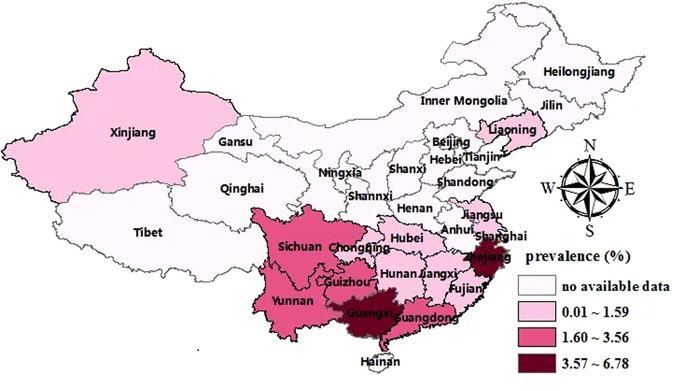 Heilongjiang
Inner Mongolia
Jilin
Xinjiang
Liaoning
Gansu
Beijing
Hebei
Tianjin
Ningxia
Shanxi
Qinghai
Shannxi
Shandong
Henan
Tibet
Jiangsu
Anhui
Shanghai
Sichuan
Chongqing
Hubei
Zhejiang
Guizhou
Hunan
Jiangxi
Fujian
Yunnan
Guangxi
Guangdong
Hainan
N
W
E
S
prevalence (%)
no available data
0.01 ~ 1.59
1.60 ~ 3.56
3.57 ~ 6.78